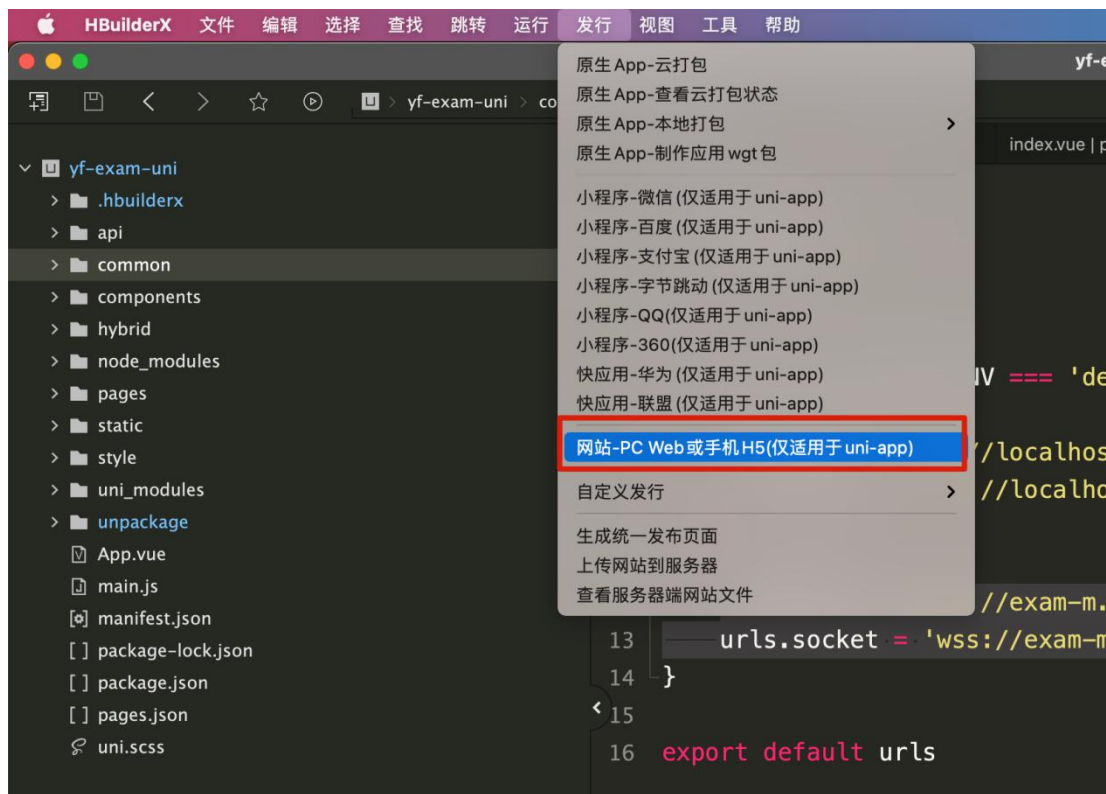 HBuilderX 文件 编辑 选择 查找 跳转 运行 发行 视图 工具 帮助
yf-e
yf-exam-uni co
index.vue | p
yf-exam-uni
.hbuilderx
api
common
components
hybrid
node_modules
pages
static
style
uni_modules
unpackage
App.vue
main.js
manifest.json
package-lock.json
package.json
pages.json
uni.scss
原生App-云打包
原生App-查看云打包状态
原生App-本地打包
原生App-制作应用wgt包
小程序-微信(仅适用于uni-app)
小程序-百度(仅适用于uni-app)
小程序-支付宝(仅适用于uni-app)
小程序-字节跳动(仅适用于uni-app)
小程序-QQ(仅适用于uni-app)
小程序-360(仅适用于uni-app)
快应用-华为(仅适用于uni-app)
快应用-联盟(仅适用于uni-app)
网站-PC Web或手机H5(仅适用于uni-app)
自定义发行
生成统一发布页面
上传网站到服务器
查看服务器端网站文件
NV === 'de
//localhos
//localho
//exam-m.
13 urls.socket = 'wss://exam-m
14 }
15
16 export default urls